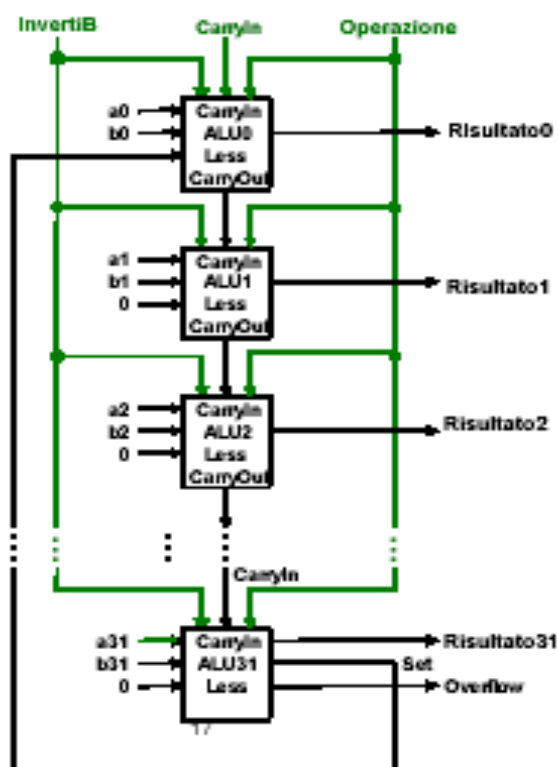 InvertiB CarryIn Operazione
a0 CarryIn
b0 ALU0 Risultato0
Less
CarryOut
a1 CarryIn
b1 ALU1 Risultato1
0 Less
CarryOut
a2 CarryIn
b2 ALU2 Risultato2
0 Less
CarryOut
CarryIn
a31 CarryIn Risultato31
b31 ALU31 Set
0 Less Overflow
17